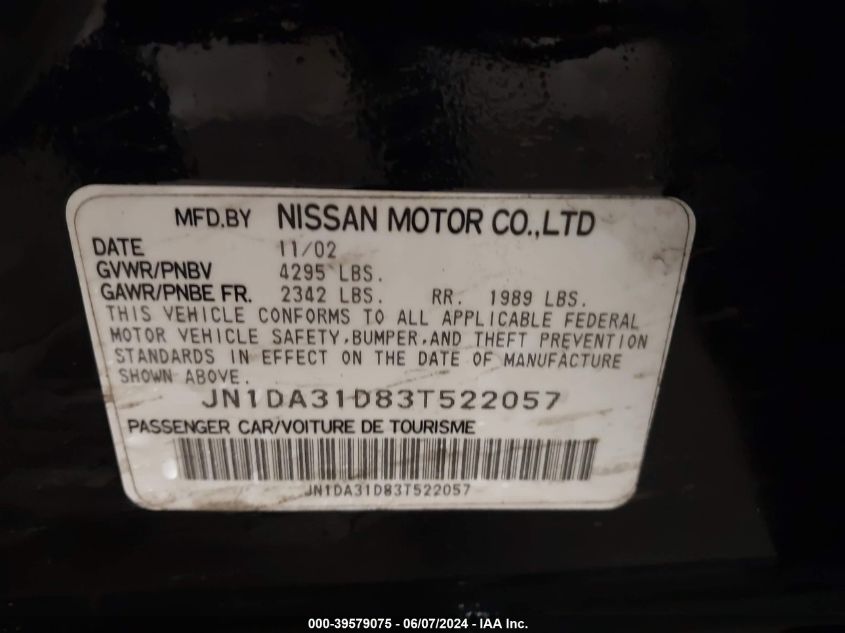 MFD.BY NISSAN MOTOR CO.,LTD
DATE 11/02
GVWR/PNBV 4295 LBS.
GAWR/PNBE FR. 2342 LBS. RR. 1989 LBS.
THIS VEHICLE CONFORMS TO ALL APPLICABLE FEDERAL
MOTOR VEHICLE SAFETY, BUMPER, AND THEFT PREVENTION
STANDARDS IN EFFECT ON THE DATE OF MANUFACTURE
SHOWN ABOVE.
JN1DA31D83T522057
PASSENGER CAR/VOITURE DE TOURISME
JN1DA31D83T522057
000-39579075 - 06/07/2024 - IAA Inc.